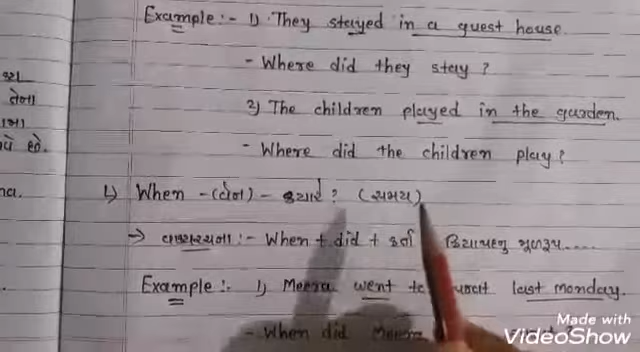 Example :- 1) They stayed in a guest house.
- Where did they stay ?
2) The children played in the garden.
- Where did the children play ?
1) When - (વેન) - ક્યારે ? (સમય)
→ વાક્યરચના :- When + did + કર્તા ક્રિયાપદનુ મૂળરૂપ.....
Example :- 1) Meera went to last monday.
- When did Meera
Made with
VideoShow